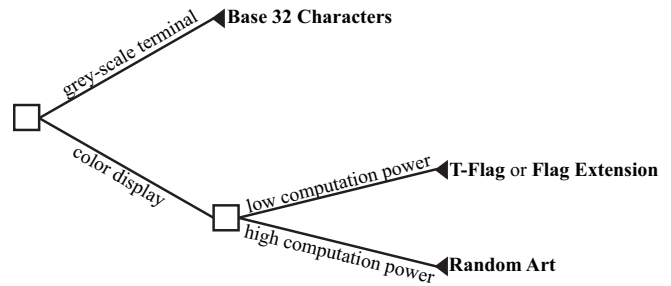 grey-scale terminal
Base 32 Characters
color display
low computation power
T-Flag or Flag Extension
high computation power
Random Art